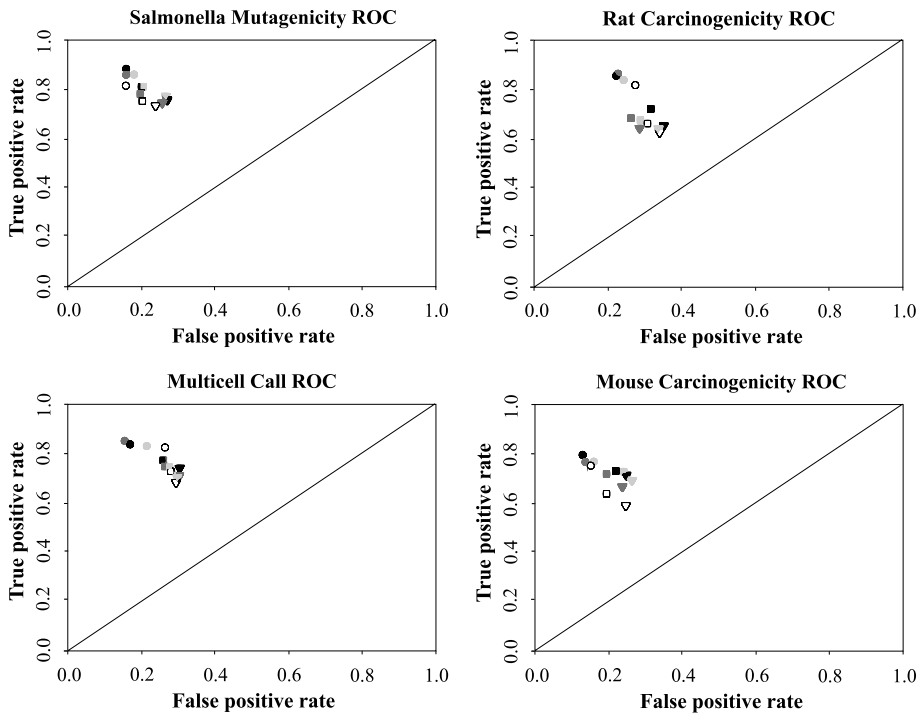 Salmonella Mutagenicity ROC
True positive rate
1.0
0.8
0.6
0.4
0.2
0.0
0.0 0.2 0.4 0.6 0.8 1.0
False positive rate
Rat Carcinogenicity ROC
True positive rate
1.0
0.8
0.6
0.4
0.2
0.0
0.0 0.2 0.4 0.6 0.8 1.0
False positive rate
Multicell Call ROC
True positive rate
1.0
0.8
0.6
0.4
0.2
0.0
0.0 0.2 0.4 0.6 0.8 1.0
False positive rate
Mouse Carcinogenicity ROC
True positive rate
1.0
0.8
0.6
0.4
0.2
0.0
0.0 0.2 0.4 0.6 0.8 1.0
False positive rate